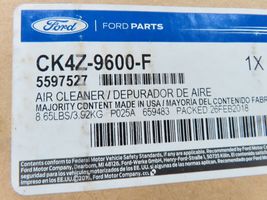 Ford
FORD PARTS
CK4Z-9600-F
1X
5597527
AIR CLEANER / DEPURADOR DE AIRE
MAJORITY CONTENT MADE IN USA / MAYORÍA DEL CONTENIDO FABR
8.65LBS/3.92KG P025A 659483 PACKED 26FEB2018